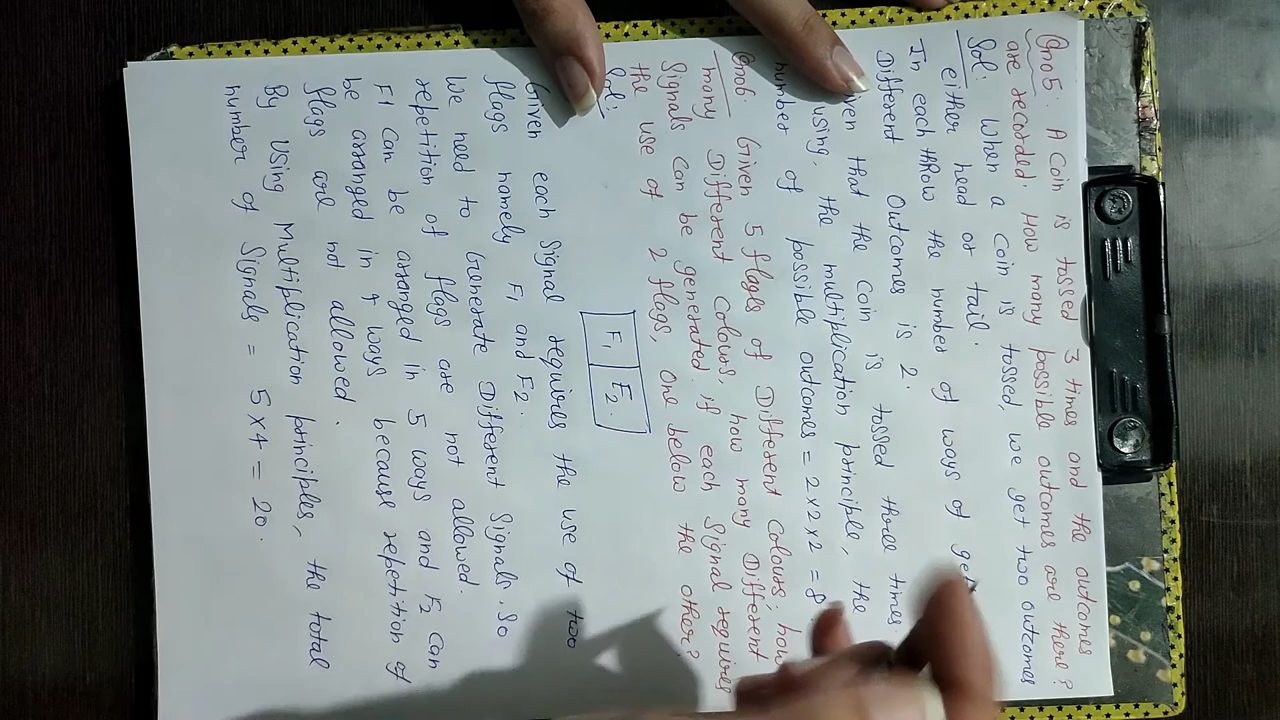 Qno5: A coin is tossed 3 times and the outcomes
are recorded. How many possible outcomes are there?
Sol: When a coin is tossed, we get two outcomes
either head or tail.
In each throw the number of ways of
Different outcomes is 2.
that the coin is tossed three times
using, the multiplication principle, the
number of possible outcomes = 2x2x2 = 8
Qno6. Given 5 flags of Different colours; how
many Different colours, how many Different
Signals can be generated if each Signal requires
the use of 2 flags, one below the other?
Sol:
F1 F2
Given each signal requires the use of too
flags namely F1 and F2.
We need to Generate Different Signals. So
repetition of flags are not allowed.
F1 can be arranged in 5 ways and F2 can
be arranged in 4 ways because repetition of
flags are not allowed.
By Using Multiplication principles, the total
number of Signals = 5x4 = 20.